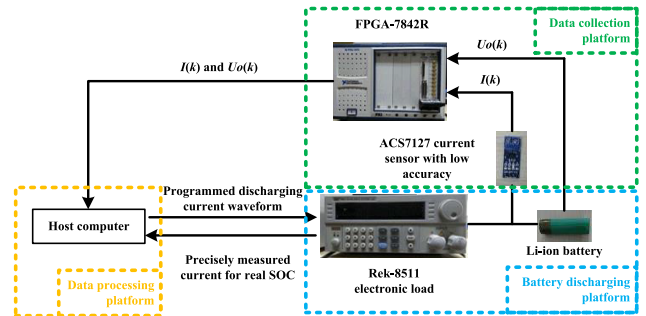 FPGA-7842R
Data collection
platform
Uo(k)
I(k)
I(k) and Uo(k)
ACS7127 current
sensor with low
accuracy
Programmed discharging
current waveform
Host computer
Precisely measured
current for real SOC
Data processing
platform
Rek-8511
electronic load
Li-ion battery
Battery discharging
platform